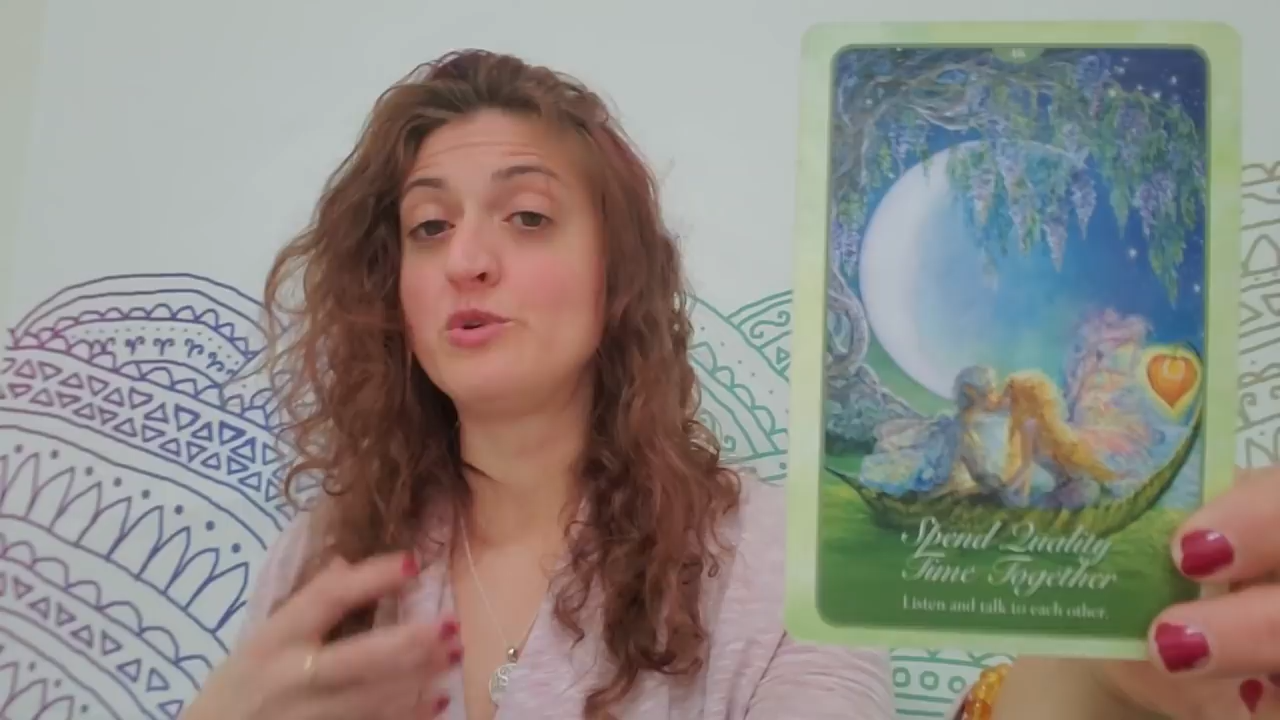 Spend Quality
Time Together
Listen and talk to each other.